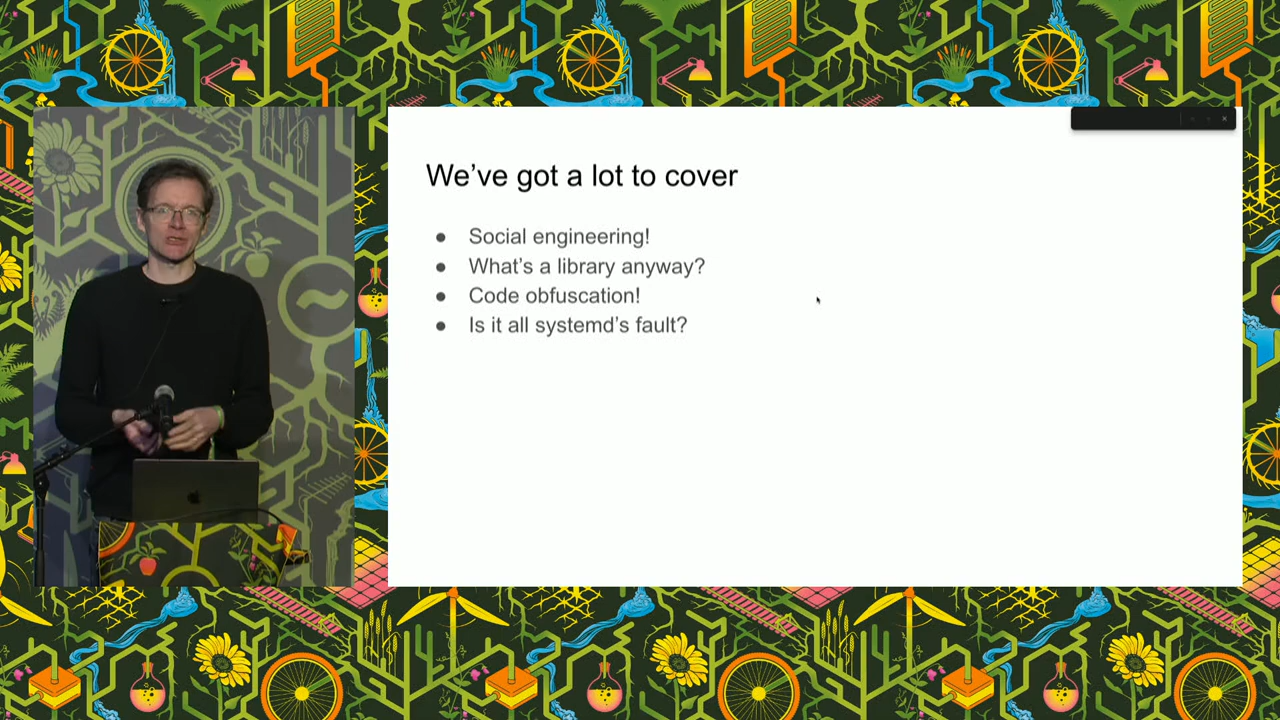 We've got a lot to cover
● Social engineering!
● What's a library anyway?
● Code obfuscation!
● Is it all systemd's fault?